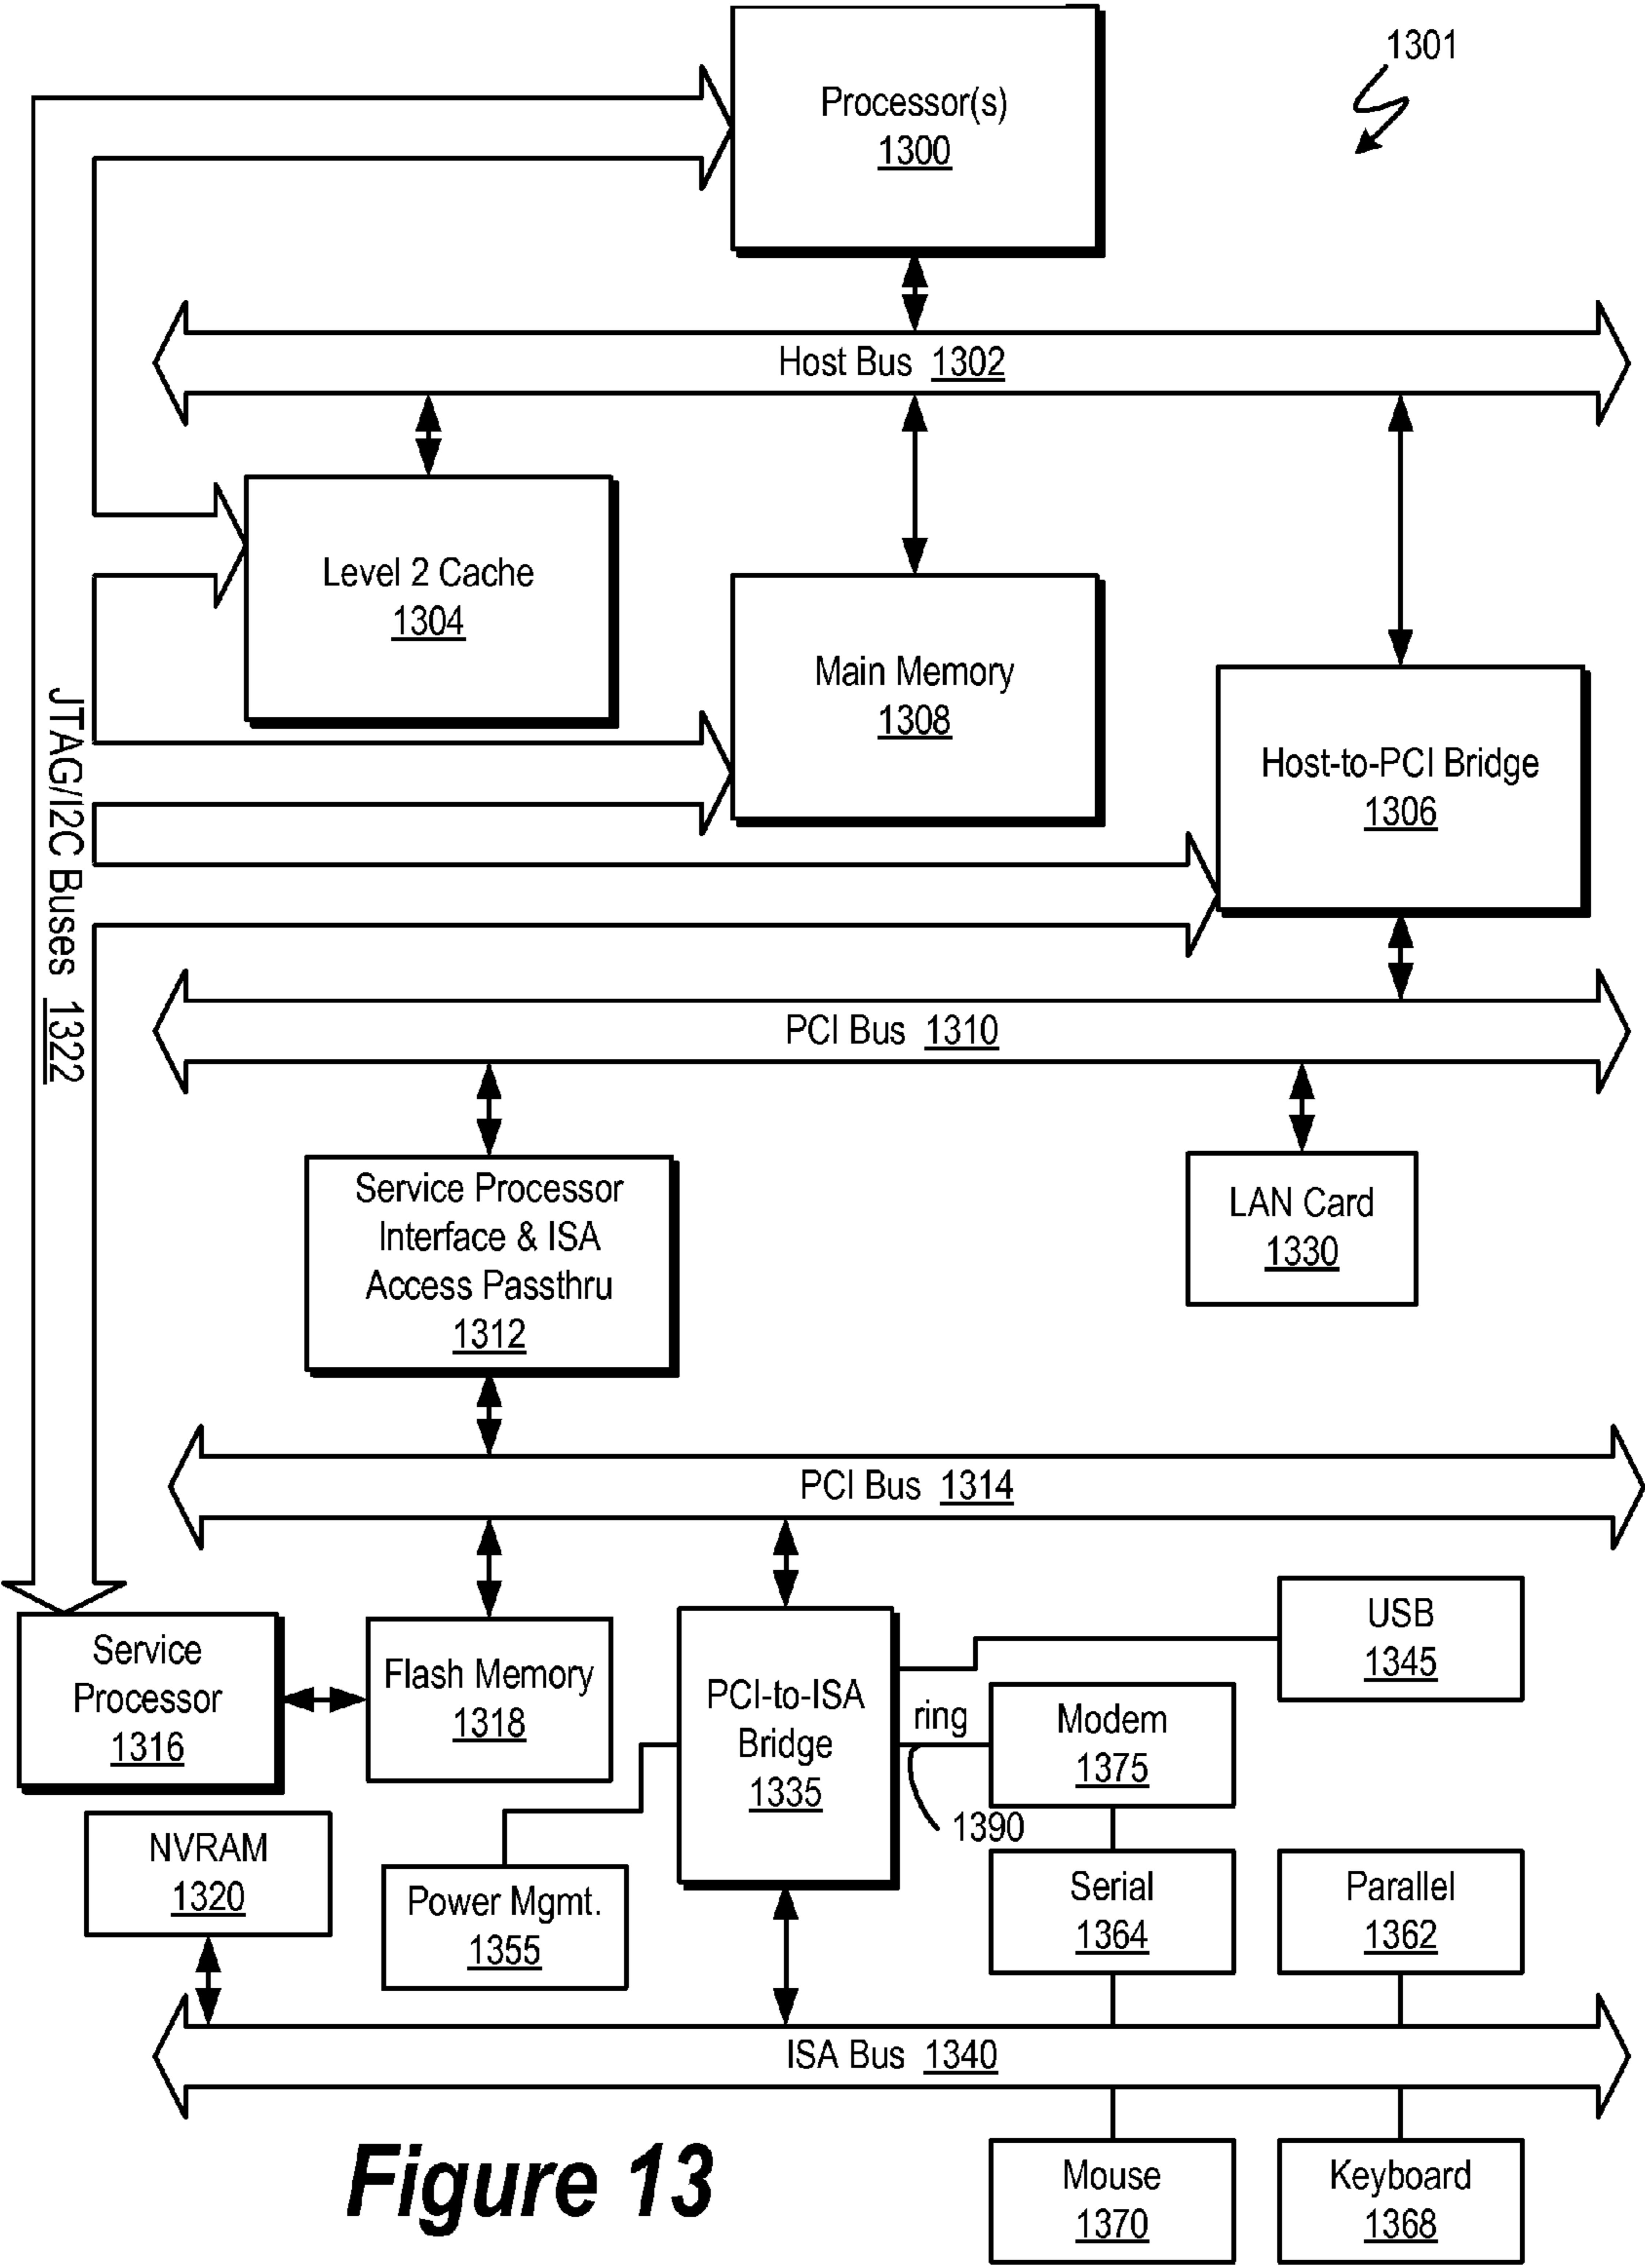 1301
Processor(s)
1300
Host Bus 1302
Level 2 Cache
1304
Main Memory
1308
Host-to-PCI Bridge
1306
JTAG/I2C Buses 1322
PCI Bus 1310
Service Processor
Interface & ISA
Access Passthru
1312
LAN Card
1330
PCI Bus 1314
Service
Processor
1316
Flash Memory
1318
PCI-to-ISA
Bridge
1335
USB
1345
ring
Modem
1375
1390
NVRAM
1320
Power Mgmt.
1355
Serial
1364
Parallel
1362
ISA Bus 1340
Mouse
1370
Keyboard
1368
Figure 13